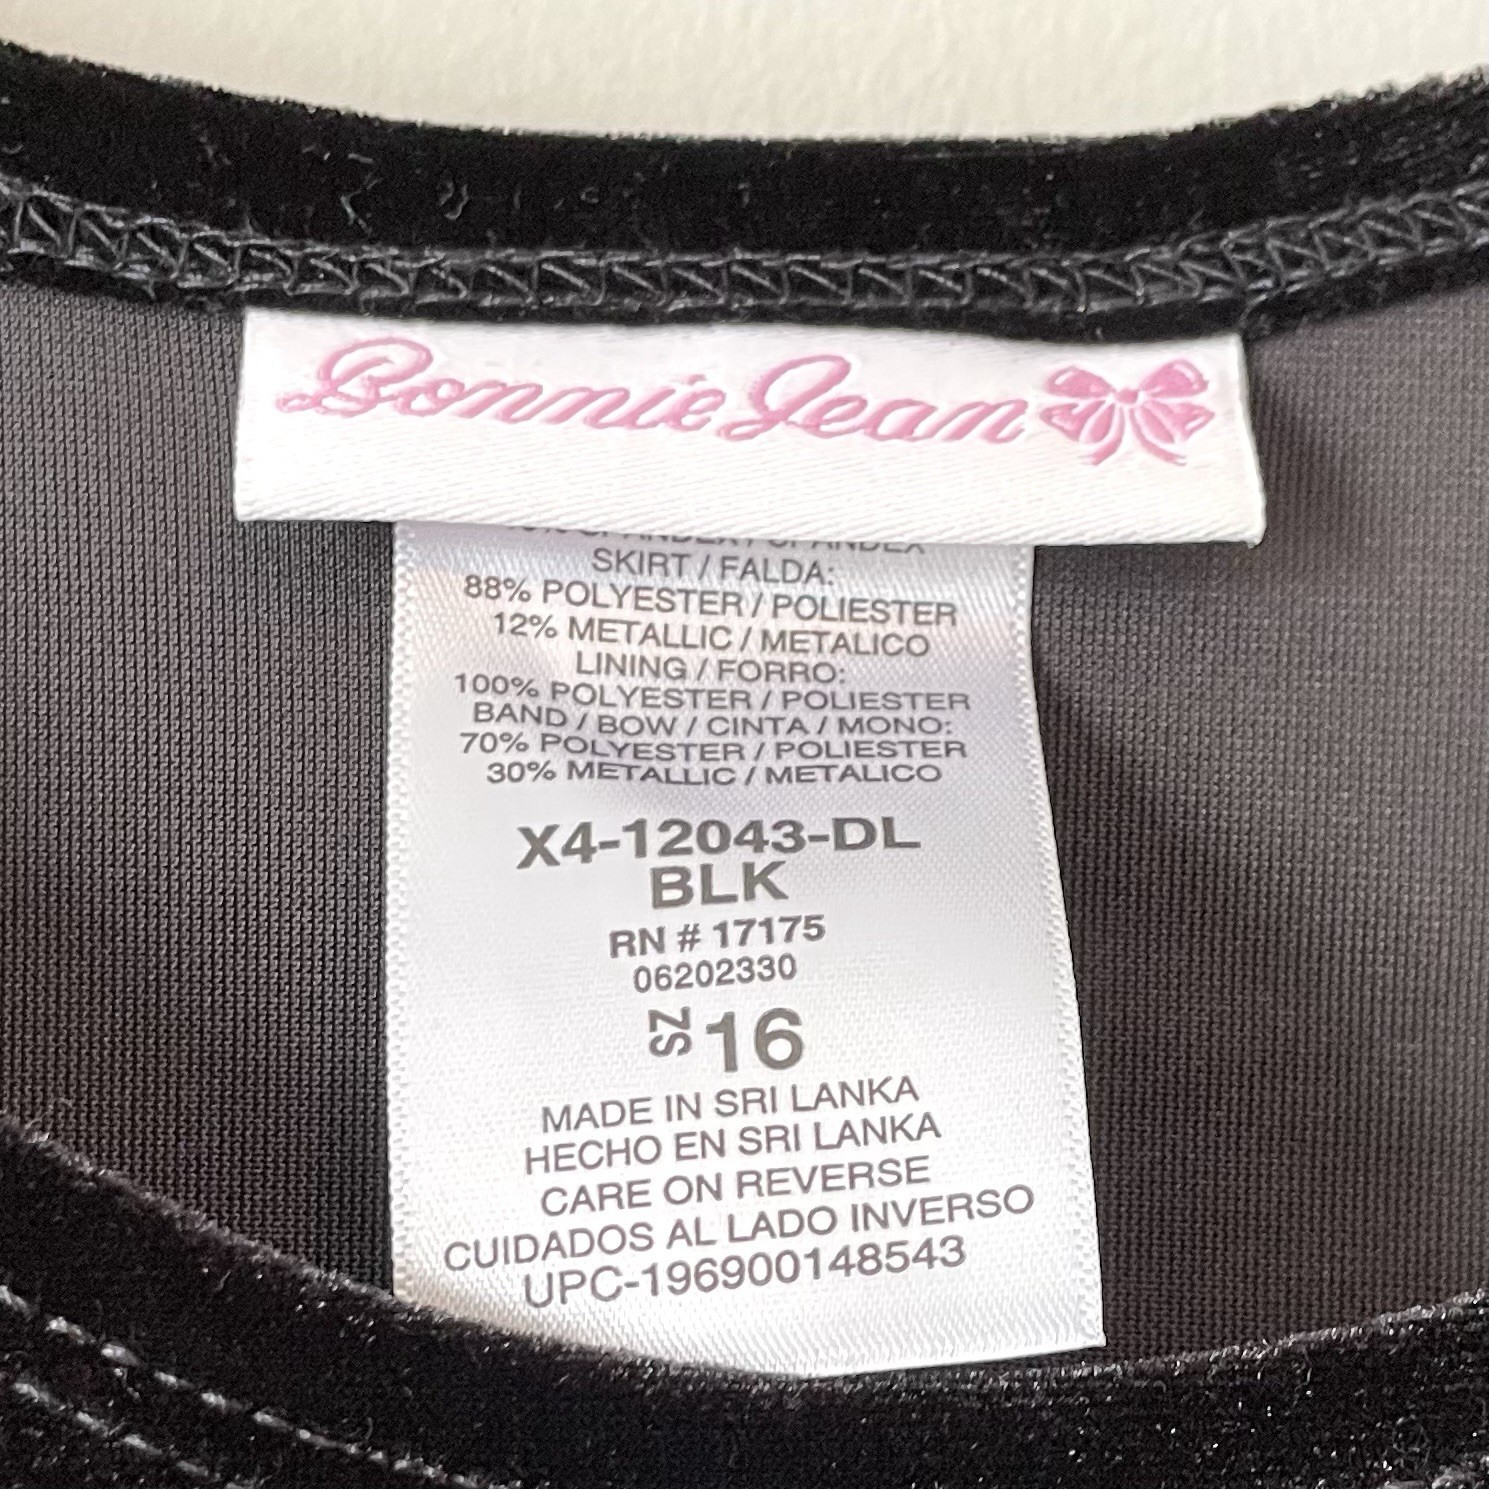 Bonnie Jean
SPANDEX / SPANDEX
SKIRT / FALDA:
88% POLYESTER / POLIESTER
12% METALLIC / METALICO
LINING / FORRO:
100% POLYESTER / POLIESTER
BAND / BOW / CINTA / MONO:
70% POLYESTER / POLIESTER
30% METALLIC / METALICO
X4-12043-DL
BLK
RN # 17175
06202330
SZ 16
MADE IN SRI LANKA
HECHO EN SRI LANKA
CARE ON REVERSE
CUIDADOS AL LADO INVERSO
UPC-196900148543